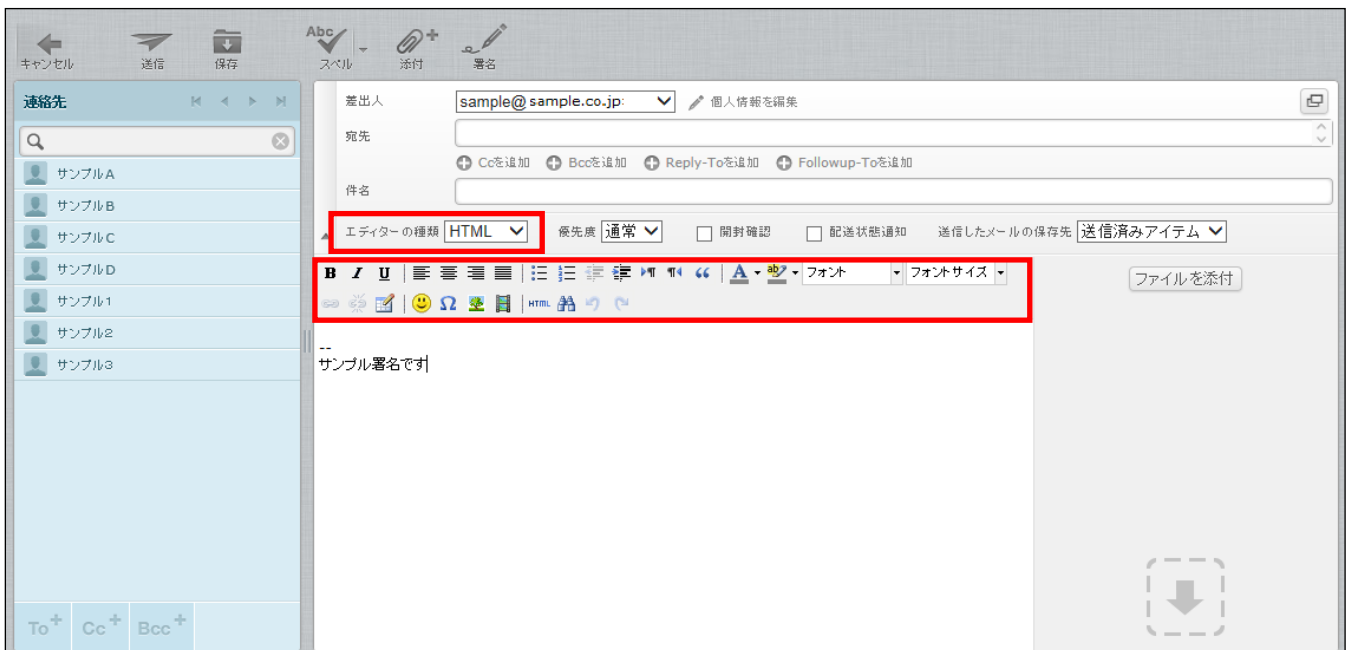 Abc
キャンセル 送信 保存 スペル 添付 署名
連絡先
サンプルA
サンプルB
サンプルC
サンプルD
サンプル1
サンプル2
サンプル3
To+ Cc+ Bcc+
差出人 sample@sample.co.jp: 個人情報を編集
宛先
Ccを追加 Bccを追加 Reply-Toを追加 Followup-Toを追加
件名
エディターの種類 HTML 優先度 通常 開封確認 配送状態通知 送信したメールの保存先 送信済みアイテム
B I U A ab フォント フォントサイズ
Ω HTML
ファイルを添付
--
サンプル署名です